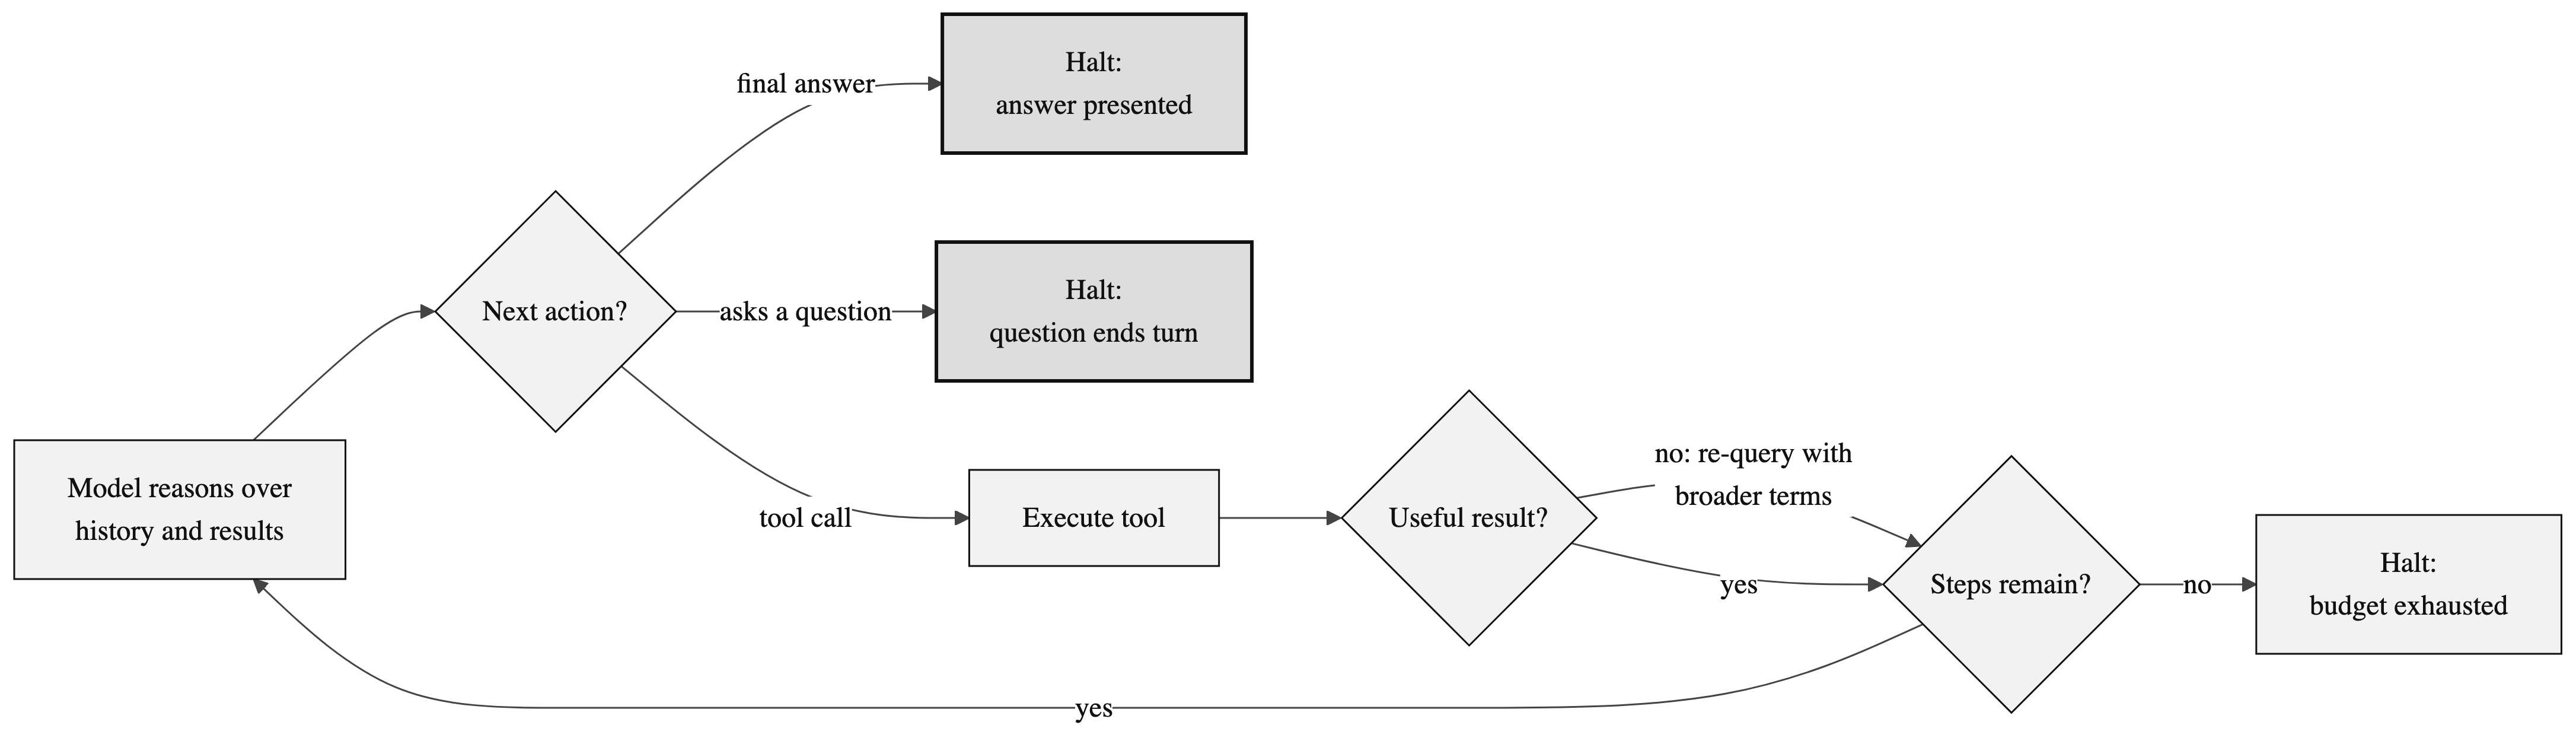 final answer
Halt:
answer presented
Next action?
asks a question
Halt:
question ends turn
Model reasons over
history and results
tool call
Execute tool
Useful result?
no: re-query with
broader terms
yes
Steps remain?
no
Halt:
budget exhausted
yes